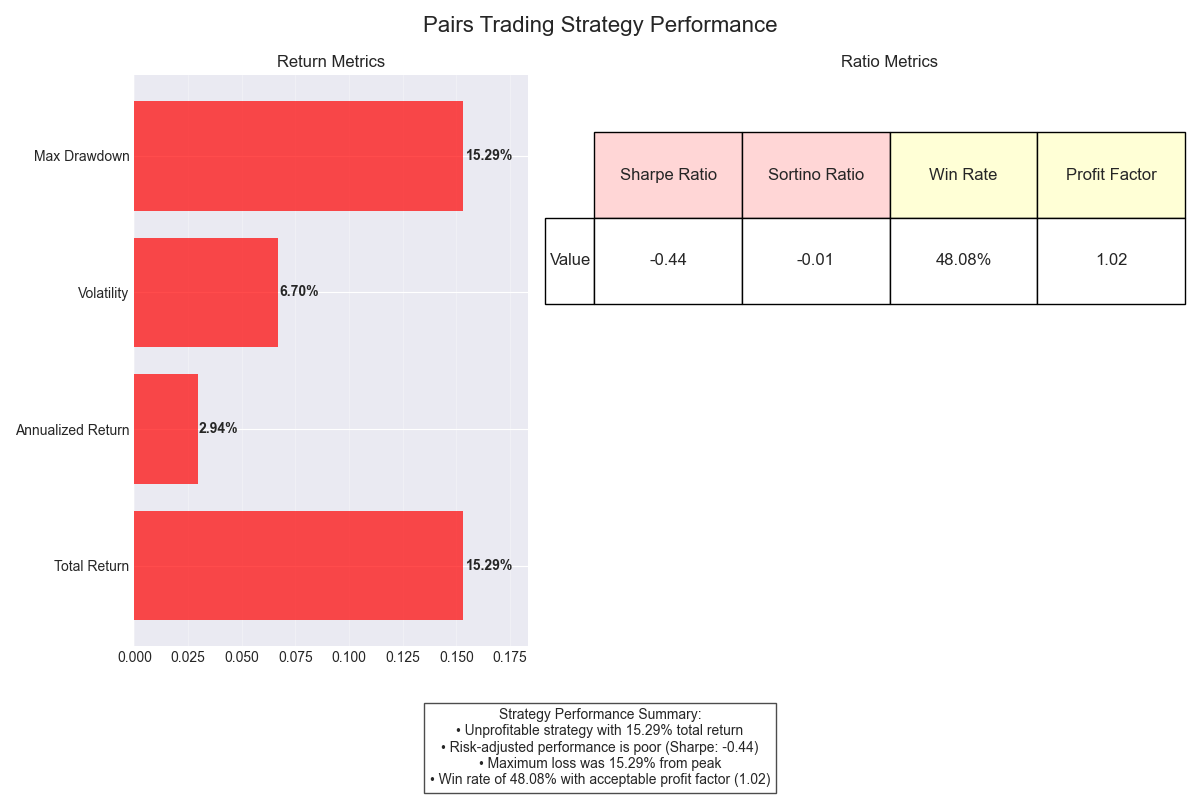 Pairs Trading Strategy Performance
Return Metrics
Max Drawdown
15.29%
Volatility
6.70%
Annualized Return
2.94%
Total Return
15.29%
0.000 0.025 0.050 0.075 0.100 0.125 0.150 0.175
Ratio Metrics
Sharpe Ratio Sortino Ratio Win Rate Profit Factor
Value -0.44 -0.01 48.08% 1.02
Strategy Performance Summary:
• Unprofitable strategy with 15.29% total return
• Risk-adjusted performance is poor (Sharpe: -0.44)
• Maximum loss was 15.29% from peak
• Win rate of 48.08% with acceptable profit factor (1.02)